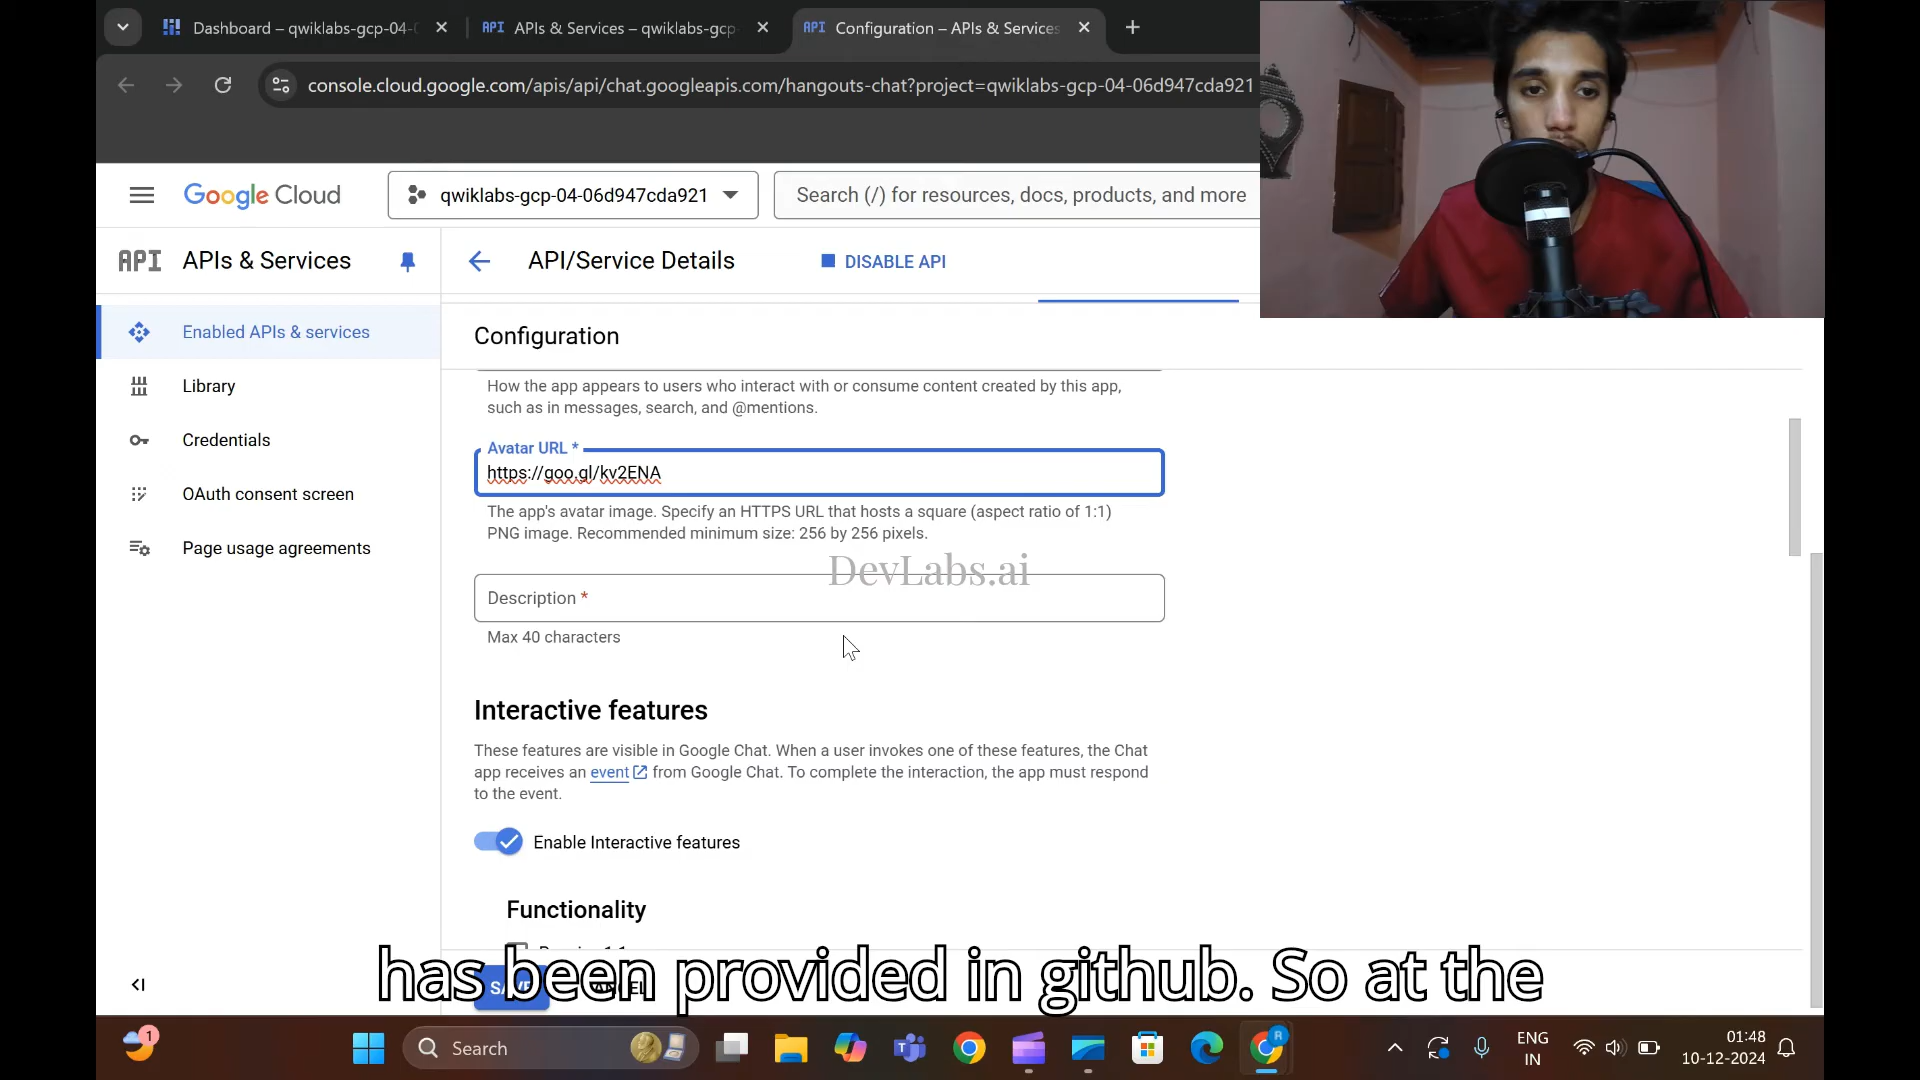 Dashboard – qwiklabs-gcp-04-
API APIs & Services – qwiklabs-gcp-
API Configuration – APIs & Services
console.cloud.google.com/apis/api/chat.googleapis.com/hangouts-chat?project=qwiklabs-gcp-04-06d947cda921
Google Cloud
qwiklabs-gcp-04-06d947cda921
Search (/) for resources, docs, products, and more
API APIs & Services
API/Service Details
DISABLE API
Enabled APIs & services
Library
Credentials
OAuth consent screen
Page usage agreements
Configuration
How the app appears to users who interact with or consume content created by this app,
such as in messages, search, and @mentions.
Avatar URL *
https://goo.gl/kv2ENA
The app's avatar image. Specify an HTTPS URL that hosts a square (aspect ratio of 1:1)
PNG image. Recommended minimum size: 256 by 256 pixels.
DevLabs.ai
Description *
Max 40 characters
Interactive features
These features are visible in Google Chat. When a user invokes one of these features, the Chat
app receives an event from Google Chat. To complete the interaction, the app must respond
to the event.
Enable Interactive features
Functionality
has been provided in github. So at the
1
Search
R
ENG
IN
01:48
10-12-2024